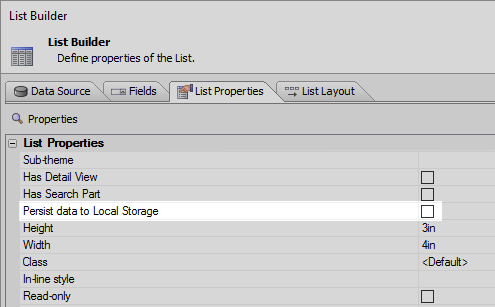 List Builder
List Builder
Define properties of the List.
Data Source Fields List Properties List Layout
Properties
List Properties
Sub-theme
Has Detail View
Has Search Part
Persist data to Local Storage
Height 3in
Width 4in
Class <Default>
In-line style
Read-only